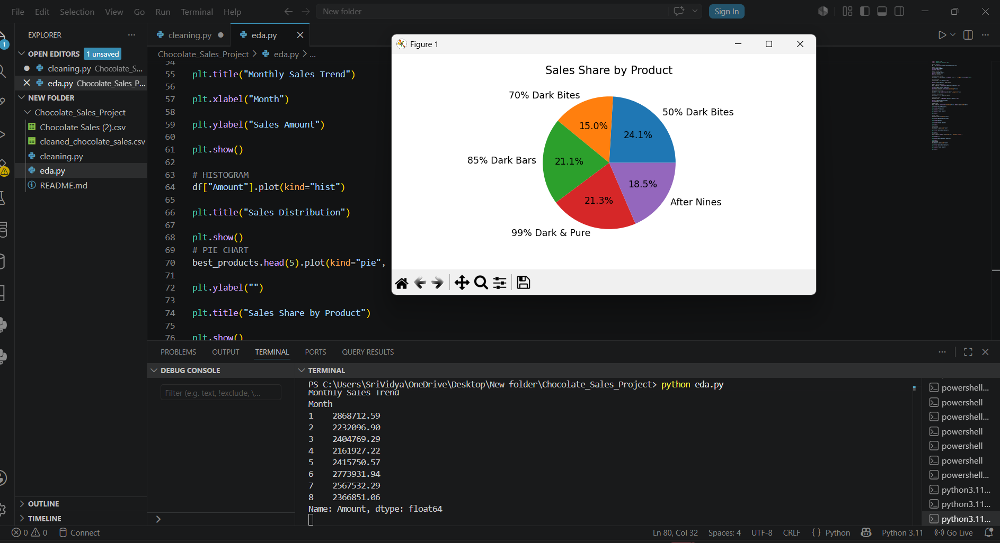 File Edit Selection View Go Run Terminal Help
New folder
Sign In
EXPLORER
OPEN EDITORS 1 unsaved
cleaning.py Chocolate_S...
eda.py Chocolate_Sales_P...
NEW FOLDER
Chocolate_Sales_Project
Chocolate Sales (2).csv
cleaned_chocolate_sales.csv
cleaning.py
eda.py
README.md
OUTLINE
TIMELINE
1
cleaning.py
eda.py
Chocolate_Sales_Project > eda.py > ...
54
55 plt.title("Monthly Sales Trend")
56
57 plt.xlabel("Month")
58
59 plt.ylabel("Sales Amount")
60
61 plt.show()
62
63 # HISTOGRAM
64 df["Amount"].plot(kind="hist")
65
66 plt.title("Sales Distribution")
67
68 plt.show()
69 # PIE CHART
70 best_products.head(5).plot(kind="pie",
71
72 plt.ylabel("")
73
74 plt.title("Sales Share by Product")
75
76 plt.show()
Figure 1
Sales Share by Product
70% Dark Bites
50% Dark Bites
15.0%
24.1%
85% Dark Bars
21.1%
18.5%
21.3%
After Nines
99% Dark & Pure
PROBLEMS OUTPUT TERMINAL PORTS QUERY RESULTS
DEBUG CONSOLE
Filter (e.g. text, !exclude, \...
TERMINAL
PS C:\Users\SriVidya\OneDrive\Desktop\New folder\Chocolate_Sales_Project> python eda.py
Monthly Sales Trend
Month
1 2868712.59
2 2232096.90
3 2404769.29
4 2161927.22
5 2415750.57
6 2773931.94
7 2567532.29
8 2366851.06
Name: Amount, dtype: float64
powershell...
powershell
powershell...
powershell
powershell
powershell
powershell...
python3.11...
python3.11...
python3.11...
0 0 Connect
Ln 80, Col 32 Spaces: 4 UTF-8 CRLF { } Python Python 3.11 Go Live